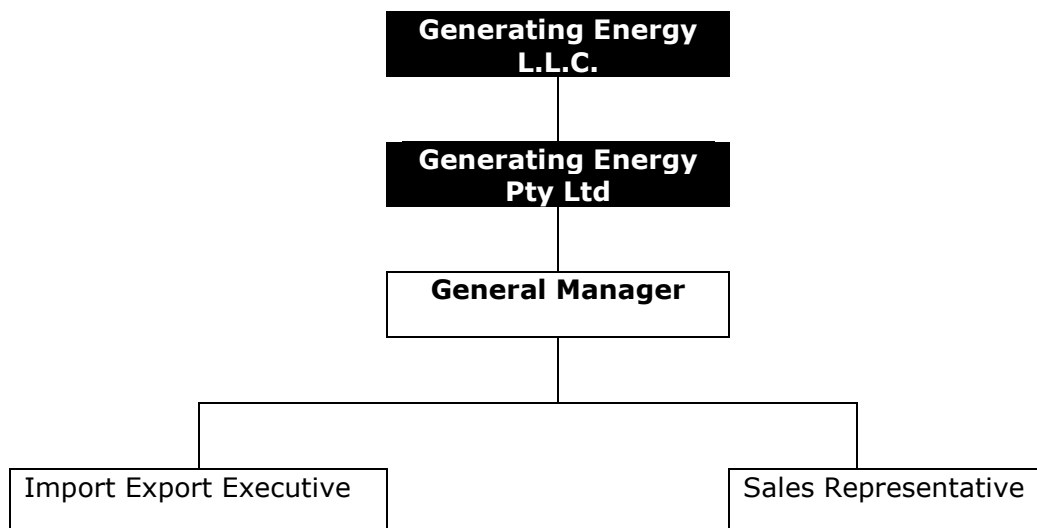 Generating Energy
L.L.C.
Generating Energy
Pty Ltd
General Manager
Import Export Executive
Sales Representative